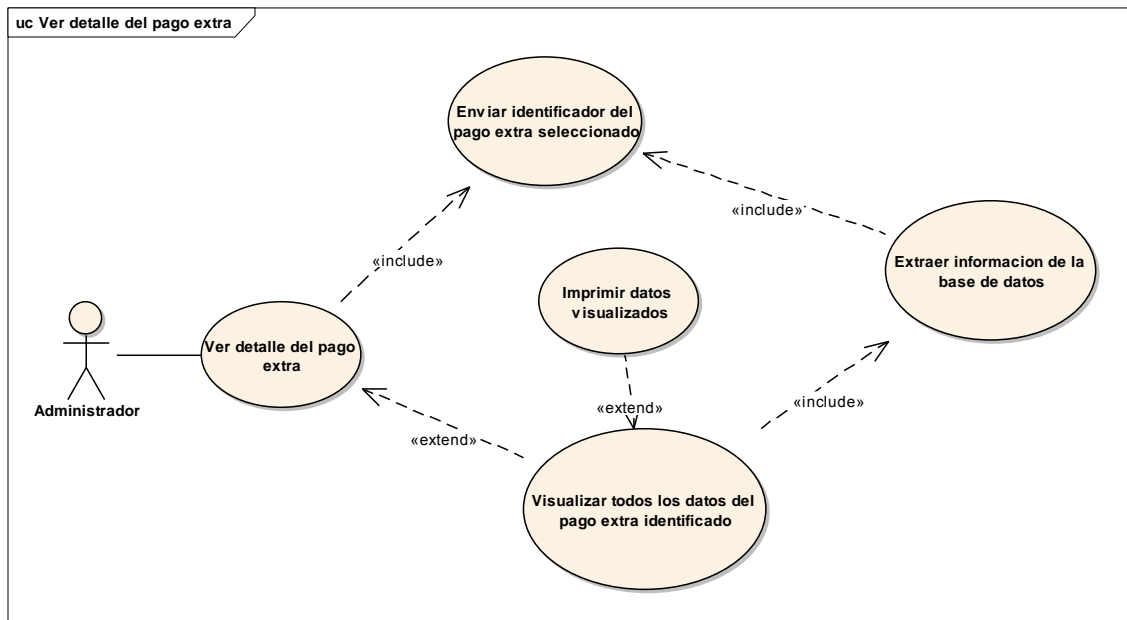 uc Ver detalle del pago extra
Enviar identificador del
pago extra seleccionado
«include»
«include»
Extraer informacion de la
base de datos
Imprimir datos
visualizados
Ver detalle del pago
extra
Administrador
«extend»
«include»
«extend»
Visualizar todos los datos del
pago extra identificado